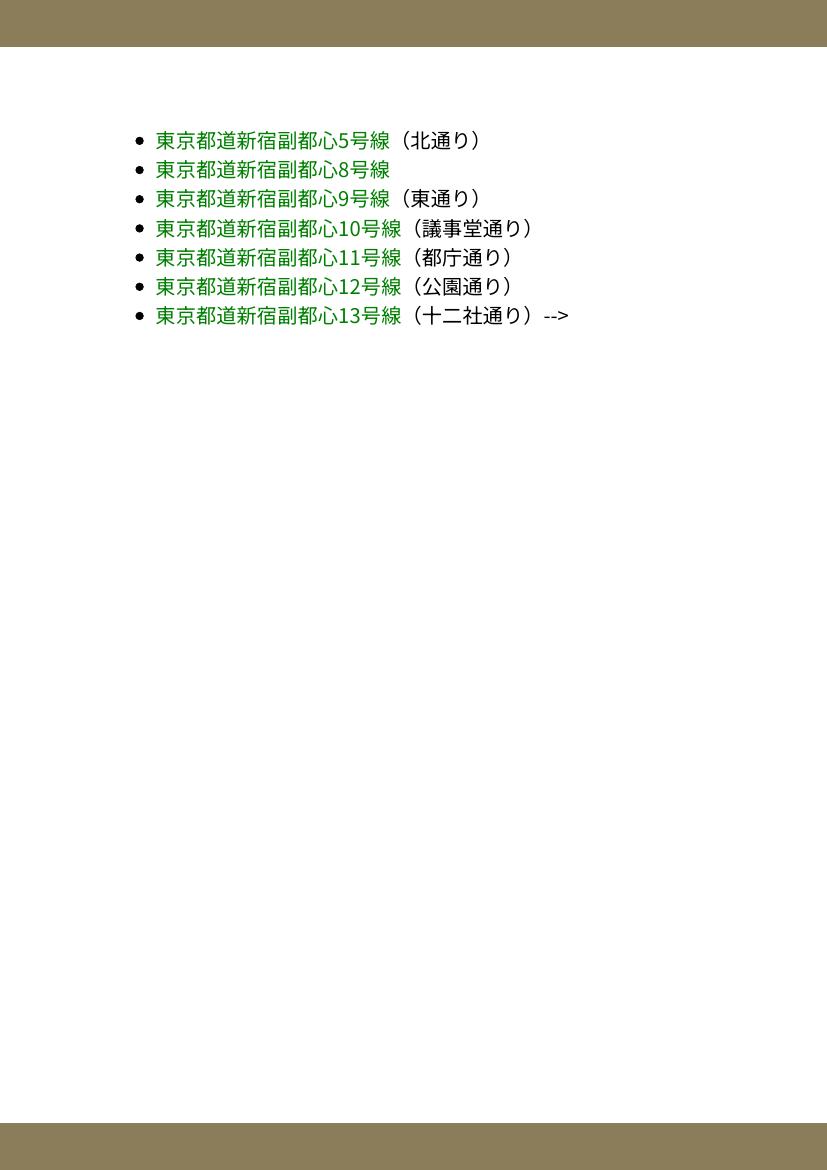 • 東京都道新宿副都心5号線（北通り）
• 東京都道新宿副都心8号線
• 東京都道新宿副都心9号線（東通り）
• 東京都道新宿副都心10号線（議事堂通り）
• 東京都道新宿副都心11号線（都庁通り）
• 東京都道新宿副都心12号線（公園通り）
• 東京都道新宿副都心13号線（十二社通り）-->